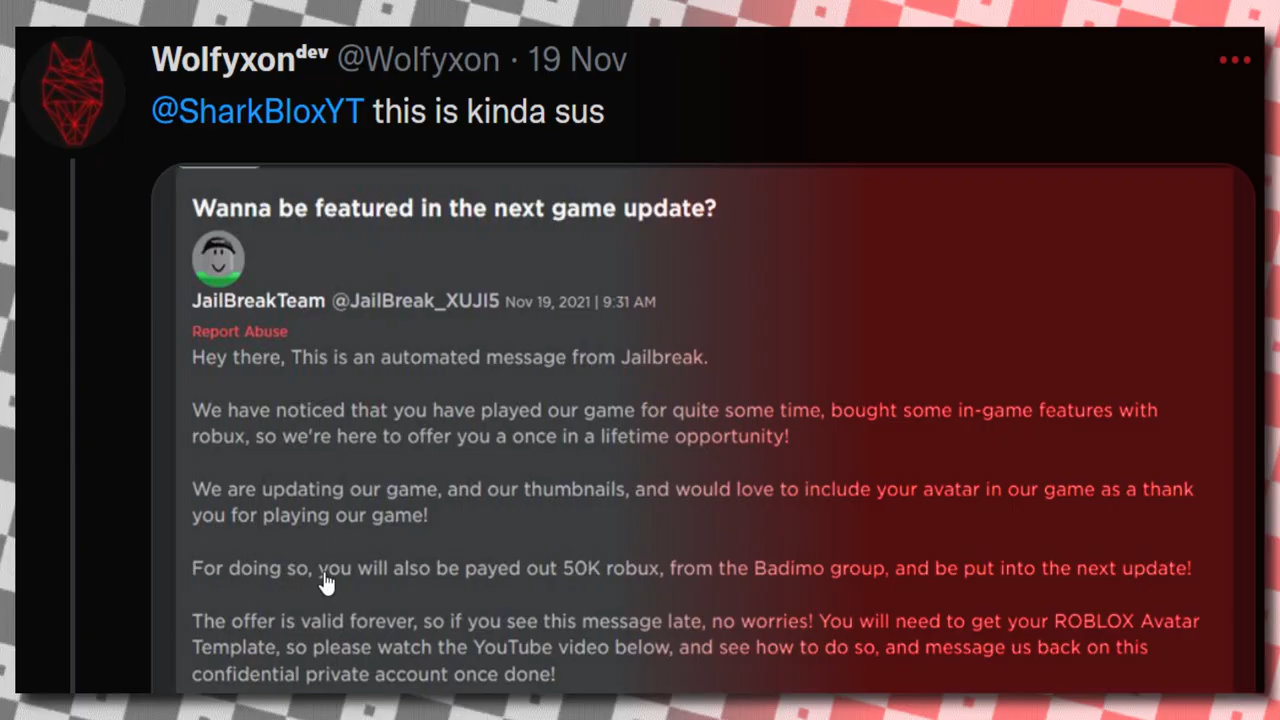 Wolfyxonᵈᵉᵛ @Wolfyxon · 19 Nov
@SharkBloxYT this is kinda sus
Wanna be featured in the next game update?
JailBreakTeam @JailBreak_XUJI5 Nov 19, 2021 | 9:31 AM
Report Abuse
Hey there, This is an automated message from Jailbreak.
We have noticed that you have played our game for quite some time, bought some in-game features with
robux, so we're here to offer you a once in a lifetime opportunity!
We are updating our game, and our thumbnails, and would love to include your avatar in our game as a thank
you for playing our game!
For doing so, you will also be payed out 50K robux, from the Badimo group, and be put into the next update!
The offer is valid forever, so if you see this message late, no worries! You will need to get your ROBLOX Avatar
Template, so please watch the YouTube video below, and see how to do so, and message us back on this
confidential private account once done!